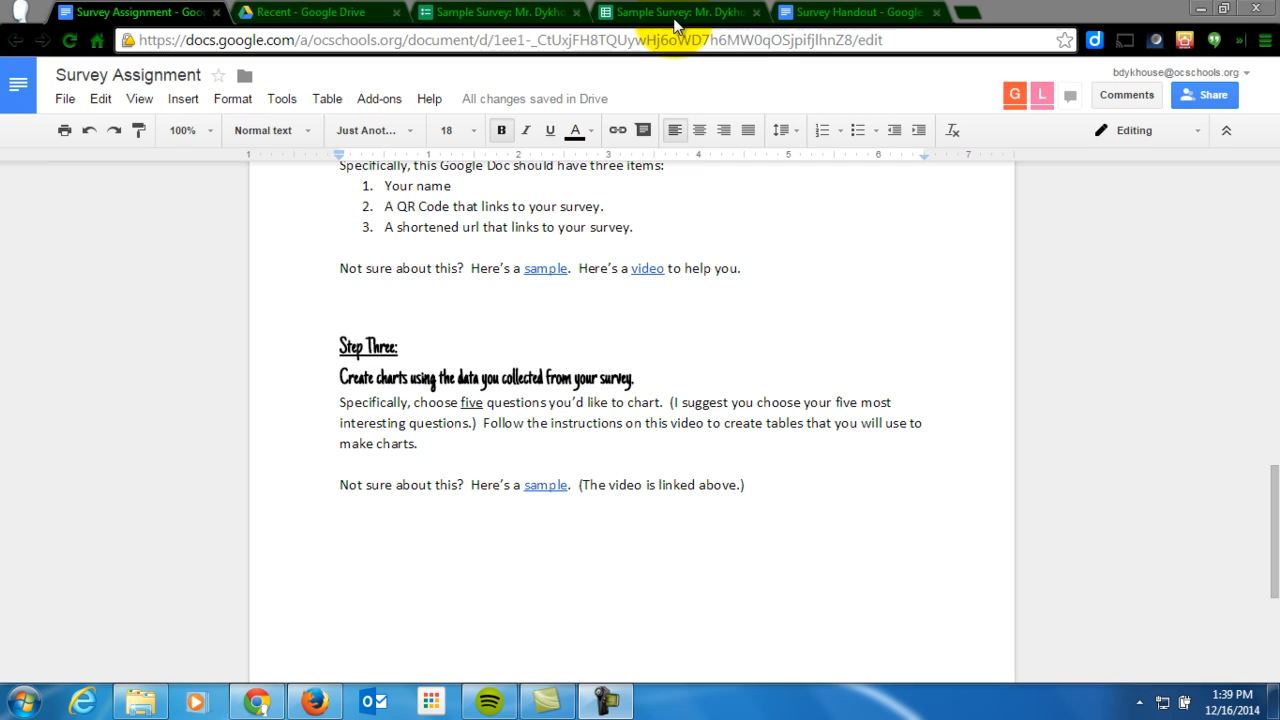 Survey Assignment - Goo
Recent - Google Drive
Sample Survey: Mr. Dykho
Sample Survey: Mr. Dykho
Survey Handout - Google
https://docs.google.com/a/ocschools.org/document/d/1ee1-_CtUxjFH8TQUywHj6oWD7h6MW0qOSJpifjlhnZ8/edit
Survey Assignment
bdykhouse@ocschools.org
File Edit View Insert Format Tools Table Add-ons Help All changes saved in Drive
G L Comments Share
100% Normal text Just Anot... 18 B I U A Editing
1 1 2 3 4 5 6 7
Specifically, this Google Doc should have three items:
1. Your name
2. A QR Code that links to your survey.
3. A shortened url that links to your survey.
Not sure about this? Here's a sample. Here's a video to help you.
Step Three:
Create charts using the data you collected from your survey.
Specifically, choose five questions you'd like to chart. (I suggest you choose your five most
interesting questions.) Follow the instructions on this video to create tables that you will use to
make charts.
Not sure about this? Here's a sample. (The video is linked above.)
1:39 PM
12/16/2014